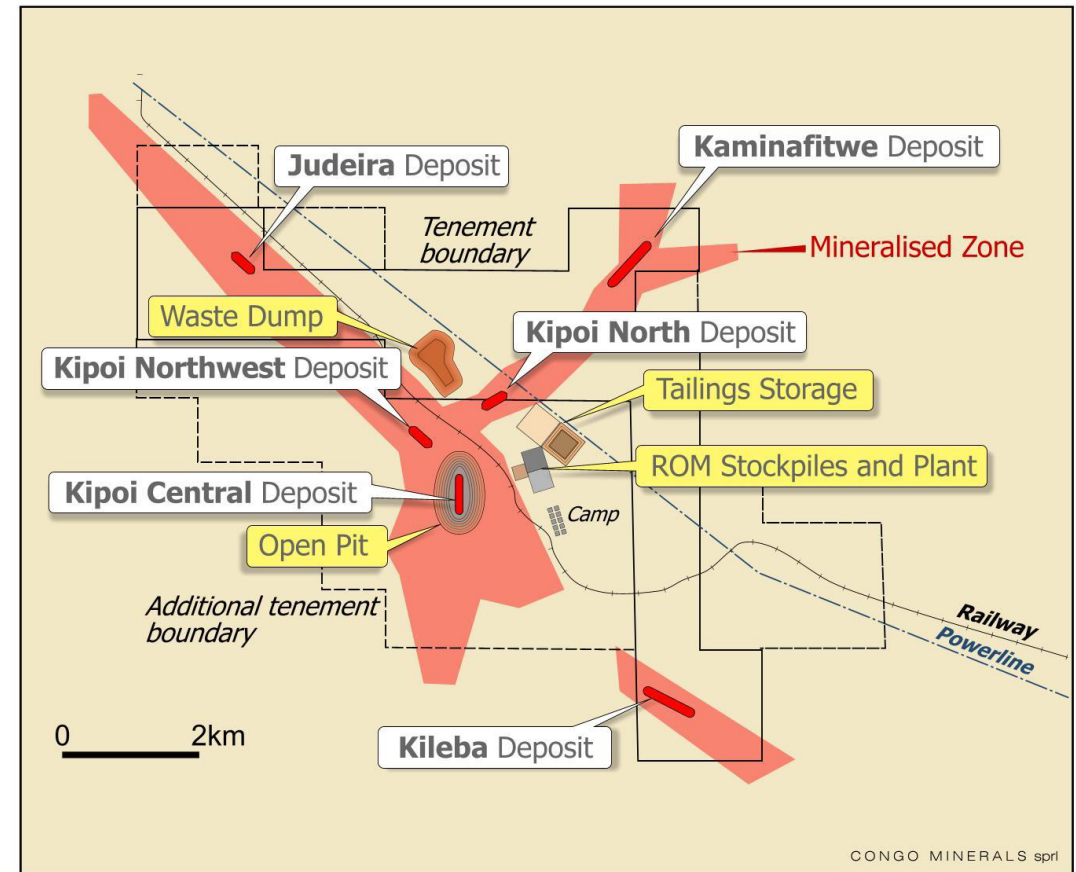 Judeira Deposit
Kaminafitwe Deposit
Tenement
boundary
Mineralised Zone
Waste Dump
Kipoi North Deposit
Kipoi Northwest Deposit
Tailings Storage
ROM Stockpiles and Plant
Kipoi Central Deposit
Camp
Open Pit
Additional tenement
boundary
Railway
Powerline
0 2km
Kileba Deposit
CONGO MINERALS sprl